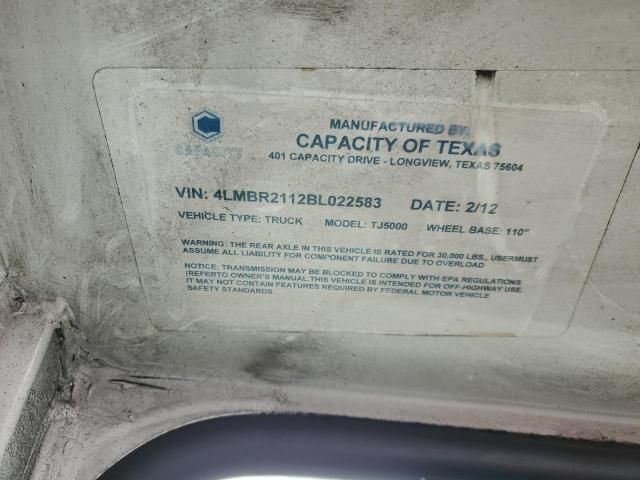 MANUFACTURED BY:
CAPACITY
CAPACITY OF TEXAS
401 CAPACITY DRIVE - LONGVIEW, TEXAS 75604
VIN: 4LMBR2112BL022583 DATE: 2/12
VEHICLE TYPE: TRUCK MODEL: TJ5000 WHEEL BASE: 110"
WARNING: THE REAR AXLE IN THIS VEHICLE IS RATED FOR 30,000 LBS., USERMUST
ASSUME ALL LIABILITY FOR COMPONENT FAILURE DUE TO OVERLOAD
NOTICE: TRANSMISSION MAY BE BLOCKED TO COMPLY WITH EPA REGULATIONS
(REFERTO OWNER'S MANUAL.THIS VEHICLE IS INTENDED FOR OFF-HIGHWAY USE.
IT MAY NOT CONTAIN FEATURES REQUIRED BY FEDERAL MOTOR VEHICLE
SAFETY STANDARDS.